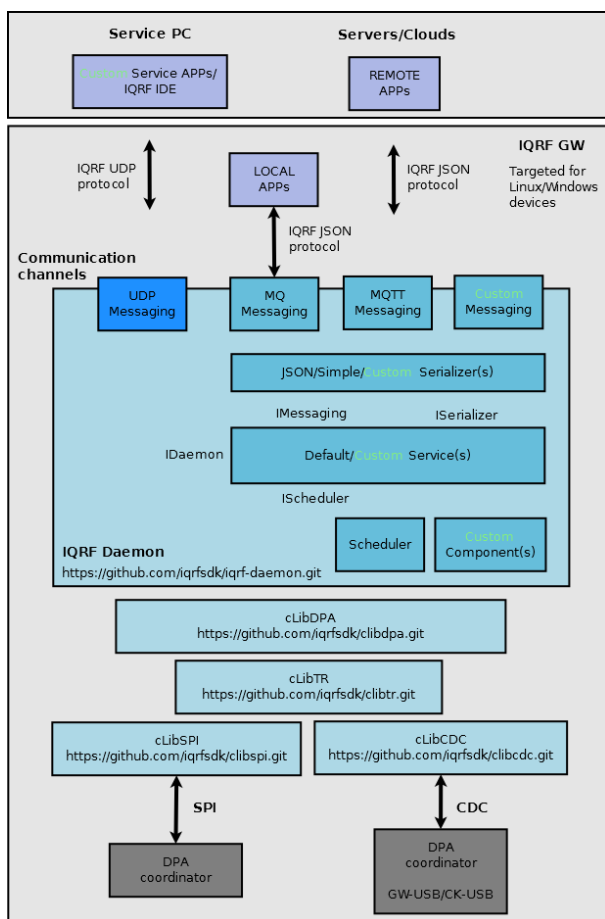 Service PC
Servers/Clouds
Custom Service APPs/
IQRF IDE
REMOTE
APPs
IQRF GW
Targeted for
Linux/Windows
devices
IQRF UDP
protocol
LOCAL
APPs
IQRF JSON
protocol
IQRF JSON
protocol
Communication
channels
UDP
Messaging
MQ
Messaging
MQTT
Messaging
Custom
Messaging
JSON/Simple/Custom Serializer(s)
IMessaging
ISerializer
IDaemon
Default/Custom Service(s)
IScheduler
Scheduler
Custom
Component(s)
IQRF Daemon
https://github.com/iqrfsdk/iqrf-daemon.git
cLibDPA
https://github.com/iqrfsdk/clibdpa.git
cLibTR
https://github.com/iqrfsdk/clibtr.git
cLibSPI
https://github.com/iqrfsdk/clibspi.git
cLibCDC
https://github.com/iqrfsdk/clibcdc.git
SPI
CDC
DPA
coordinator
DPA
coordinator
GW-USB/CK-USB